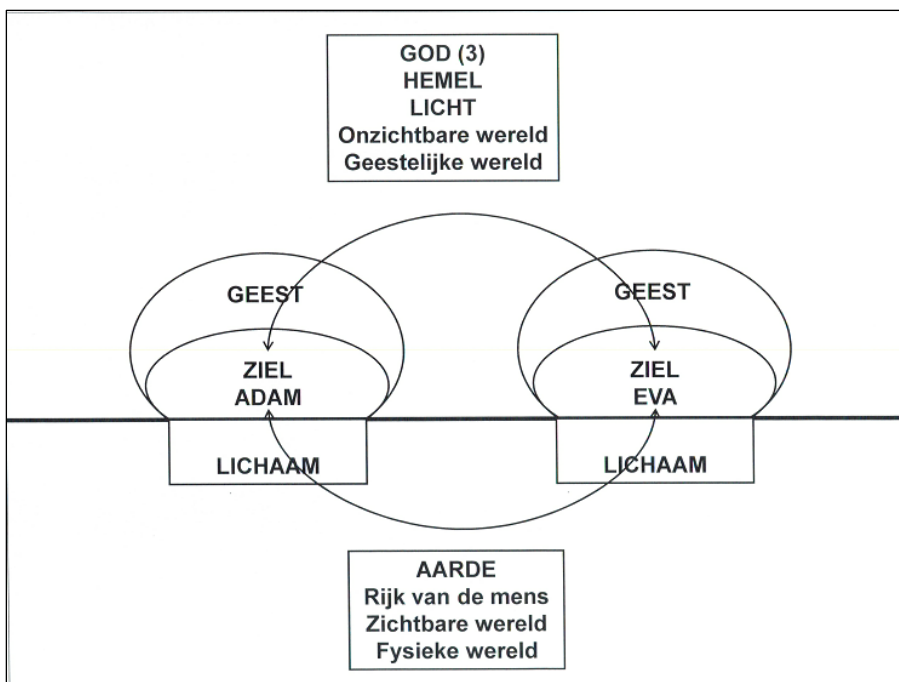 GOD (3)
HEMEL
LICHT
Onzichtbare wereld
Geestelijke wereld
GEEST
GEEST
ZIEL
ADAM
ZIEL
EVA
LICHAAM
LICHAAM
AARDE
Rijk van de mens
Zichtbare wereld
Fysieke wereld